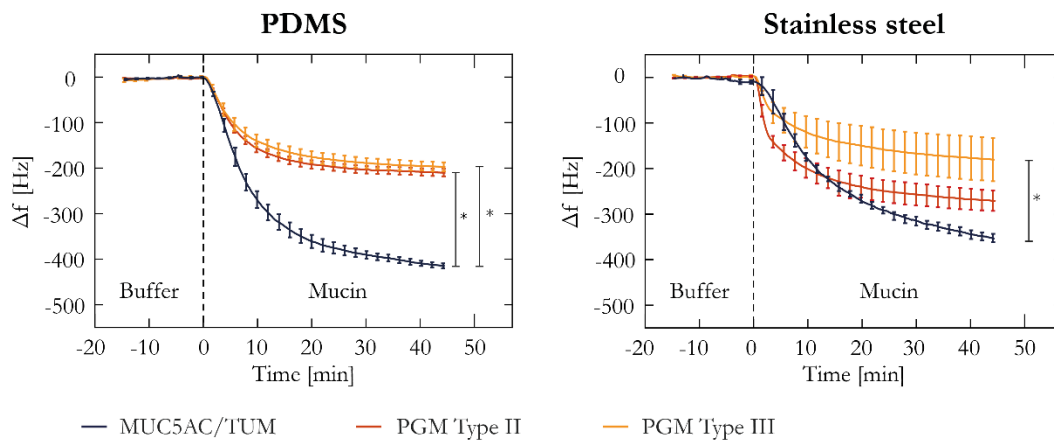 PDMS
Stainless steel
0
-100
-200
-300
-400
-500
Δf [Hz]
* *
Buffer Mucin
-20 -10 0 10 20 30 40 50
Time [min]
0
-100
-200
-300
-400
-500
Δf [Hz]
*
Buffer Mucin
-20 -10 0 10 20 30 40 50
Time [min]
MUC5AC/TUM PGM Type II PGM Type III